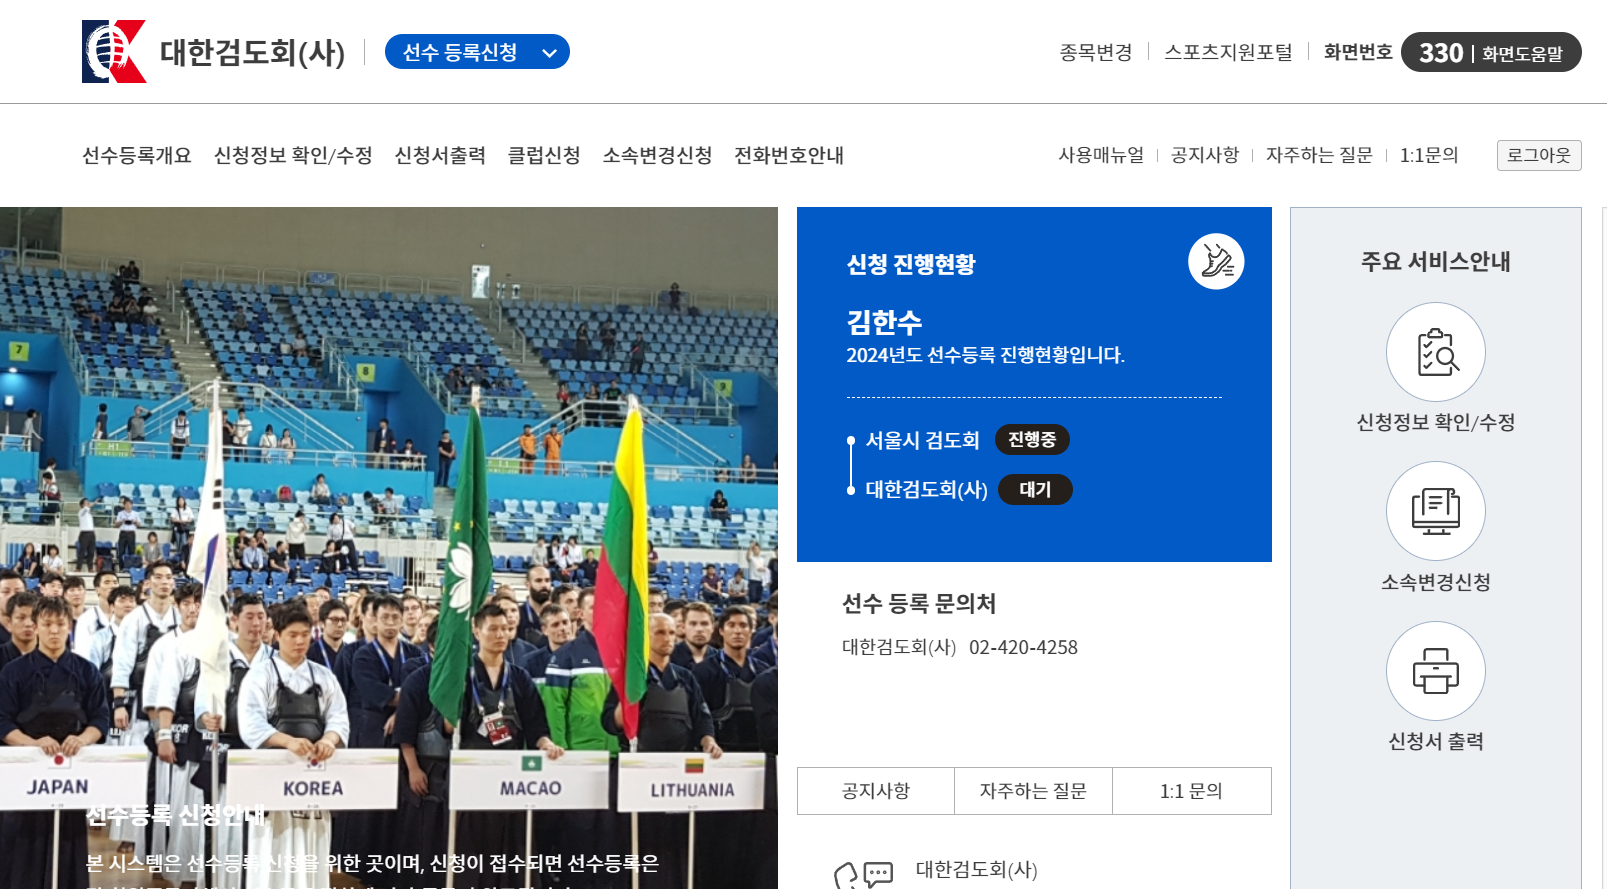 대한검도회(사)
선수 등록신청
종목변경
스포츠지원포털
화면번호
330
화면도움말
선수등록개요
신청정보 확인/수정
신청서출력
클럽신청
소속변경신청
전화번호안내
사용매뉴얼
공지사항
자주하는 질문
1:1문의
로그아웃
7
8
9
H1
JAPAN
KOREA
MACAO
LITHUANIA
선수등록 신청안내
본 시스템은 선수등록 신청을 위한 곳이며, 신청이 접수되면 선수등록은
신청 진행현황
김한수
2024년도 선수등록 진행현황입니다.
서울시 검도회 진행중
대한검도회(사) 대기
선수 등록 문의처
대한검도회(사) 02-420-4258
공지사항
자주하는 질문
1:1 문의
대한검도회(사)
주요 서비스안내
신청정보 확인/수정
소속변경신청
신청서 출력